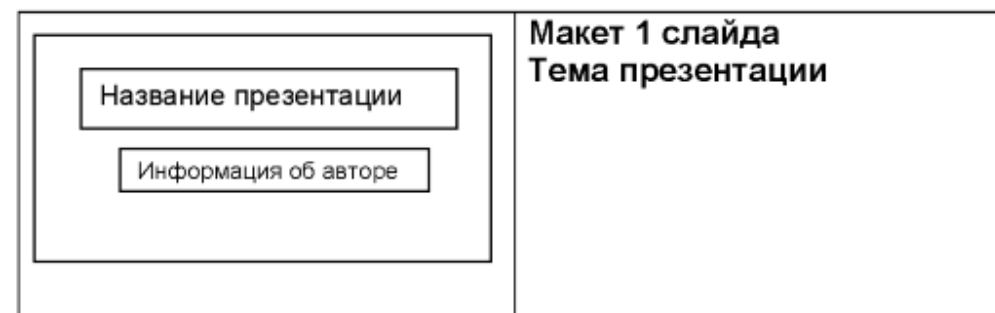 Название презентации
Информация об авторе
Макет 1 слайда
Тема презентации